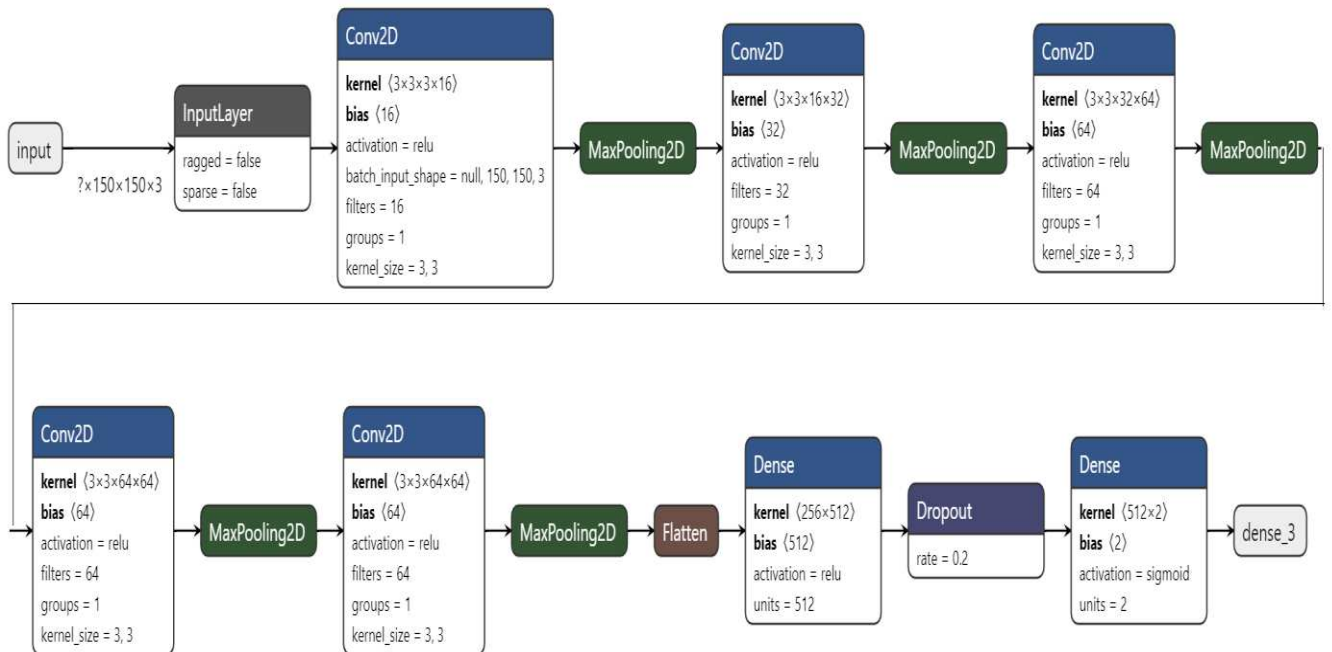 input
?×150×150×3
InputLayer
ragged = false
sparse = false
Conv2D
kernel ⟨3×3×3×16⟩
bias ⟨16⟩
activation = relu
batch_input_shape = null, 150, 150, 3
filters = 16
groups = 1
kernel_size = 3, 3
MaxPooling2D
Conv2D
kernel ⟨3×3×16×32⟩
bias ⟨32⟩
activation = relu
filters = 32
groups = 1
kernel_size = 3, 3
MaxPooling2D
Conv2D
kernel ⟨3×3×32×64⟩
bias ⟨64⟩
activation = relu
filters = 64
groups = 1
kernel_size = 3, 3
MaxPooling2D
Conv2D
kernel ⟨3×3×64×64⟩
bias ⟨64⟩
activation = relu
filters = 64
groups = 1
kernel_size = 3, 3
MaxPooling2D
Conv2D
kernel ⟨3×3×64×64⟩
bias ⟨64⟩
activation = relu
filters = 64
groups = 1
kernel_size = 3, 3
MaxPooling2D
Flatten
Dense
kernel ⟨256×512⟩
bias ⟨512⟩
activation = relu
units = 512
Dropout
rate = 0.2
Dense
kernel ⟨512×2⟩
bias ⟨2⟩
activation = sigmoid
units = 2
dense_3